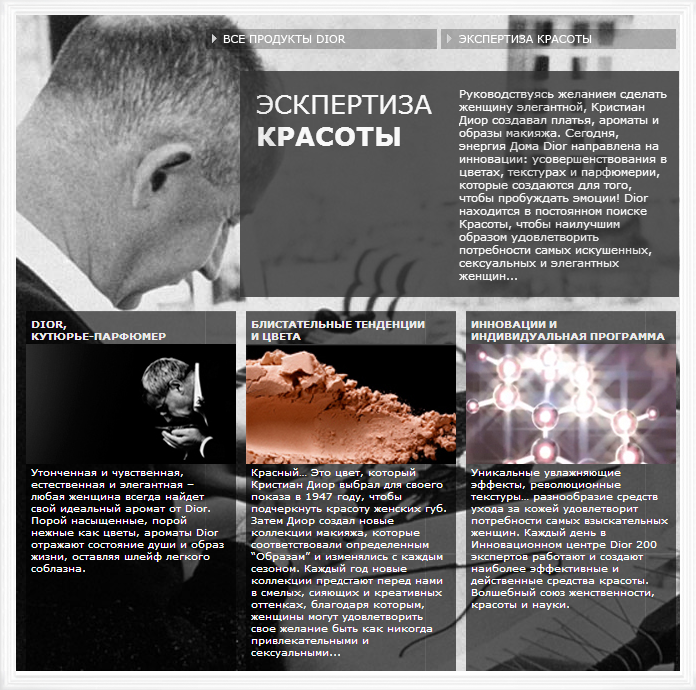 ВСЕ ПРОДУКТЫ DIOR
ЭКСПЕРТИЗА КРАСОТЫ
ЭСКПЕРТИЗА
КРАСОТЫ
Руководствуясь желанием сделать
женщину элегантной, Кристиан
Диор создавал платья, ароматы и
образы макияжа. Сегодня,
энергия Дома Dior направлена на
инновации: усовершенствования в
цветах, текстурах и парфюмерии,
которые создаются для того,
чтобы пробуждать эмоции! Dior
находится в постоянном поиске
Красоты, чтобы наилучшим
образом удовлетворить
потребности самых искушенных,
сексуальных и элегантных
женщин...
DIOR,
КУТЮРЬЕ-ПАРФЮМЕР
Утонченная и чувственная,
естественная и элегантная –
любая женщина всегда найдет
свой идеальный аромат от Dior.
Порой насыщенные, порой
нежные как цветы, ароматы Dior
отражают состояние души и образ
жизни, оставляя шлейф легкого
соблазна.
БЛИСТАТЕЛЬНЫЕ ТЕНДЕНЦИИ
И ЦВЕТА
Красный... Это цвет, который
Кристиан Диор выбрал для своего
показа в 1947 году, чтобы
подчеркнуть красоту женских губ.
Затем Диор создал новые
коллекции макияжа, которые
соответствовали определенным
"Образам" и изменялись с каждым
сезоном. Каждый год новые
коллекции предстают перед нами
в смелых, сияющих и креативных
оттенках, благодаря которым,
женщины могут удовлетворить
свое желание быть как никогда
привлекательными и
сексуальными...
ИННОВАЦИИ И
ИНДИВИДУАЛЬНАЯ ПРОГРАММА
Уникальные увлажняющие
эффекты, революционные
текстуры... разнообразие средств
ухода за кожей удовлетворит
потребности самых взыскательных
женщин. Каждый день в
Инновационном центре Dior 200
экспертов работают и создают
наиболее эффективные и
действенные средства красоты.
Волшебный союз женственности,
красоты и науки.